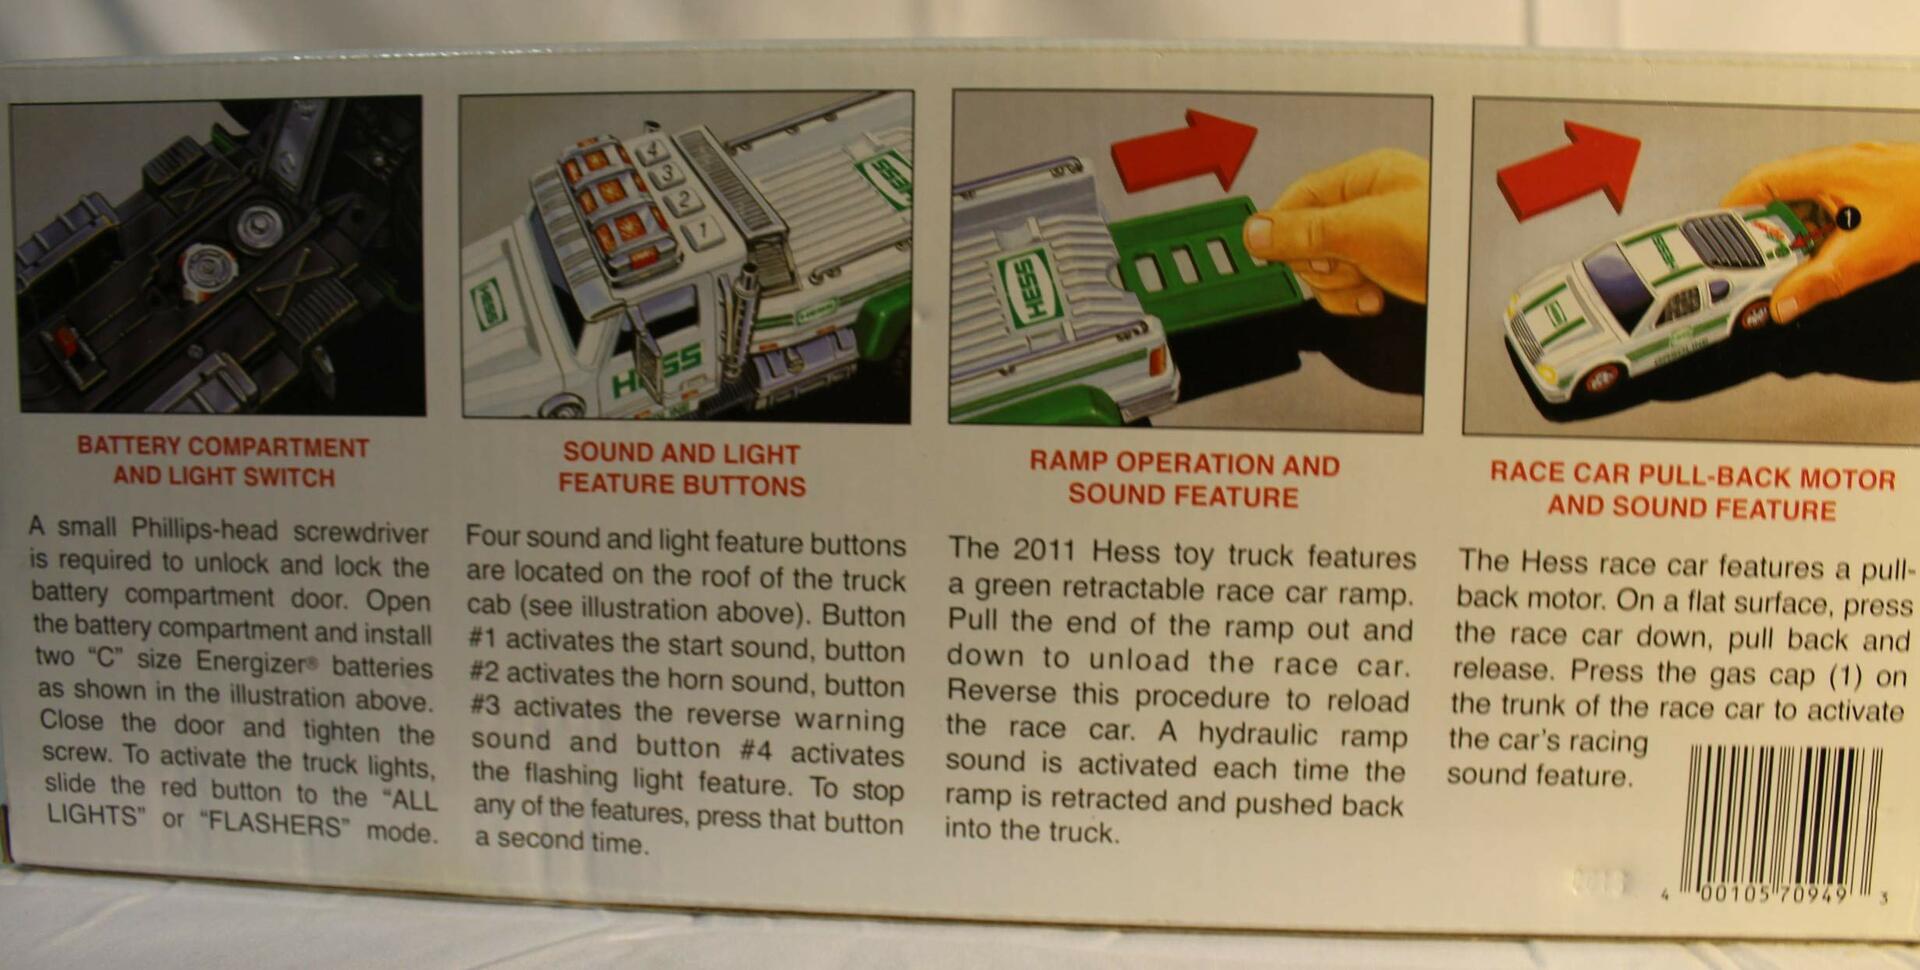 4
3
2
1
HESS
HESS
HESS
HESS
HESS
HESS
1
BATTERY COMPARTMENT
AND LIGHT SWITCH
A small Phillips-head screwdriver
is required to unlock and lock the
battery compartment door. Open
the battery compartment and install
two “C” size Energizer® batteries
as shown in the illustration above.
Close the door and tighten the
screw. To activate the truck lights,
slide the red button to the “ALL
LIGHTS” or “FLASHERS” mode.
SOUND AND LIGHT
FEATURE BUTTONS
Four sound and light feature buttons
are located on the roof of the truck
cab (see illustration above). Button
#1 activates the start sound, button
#2 activates the horn sound, button
#3 activates the reverse warning
sound and button #4 activates
the flashing light feature. To stop
any of the features, press that button
a second time.
RAMP OPERATION AND
SOUND FEATURE
The 2011 Hess toy truck features
a green retractable race car ramp.
Pull the end of the ramp out and
down to unload the race car.
Reverse this procedure to reload
the race car. A hydraulic ramp
sound is activated each time the
ramp is retracted and pushed back
into the truck.
RACE CAR PULL-BACK MOTOR
AND SOUND FEATURE
The Hess race car features a pull-
back motor. On a flat surface, press
the race car down, pull back and
release. Press the gas cap (1) on
the trunk of the race car to activate
the car’s racing
sound feature.
4 00105 70949 3